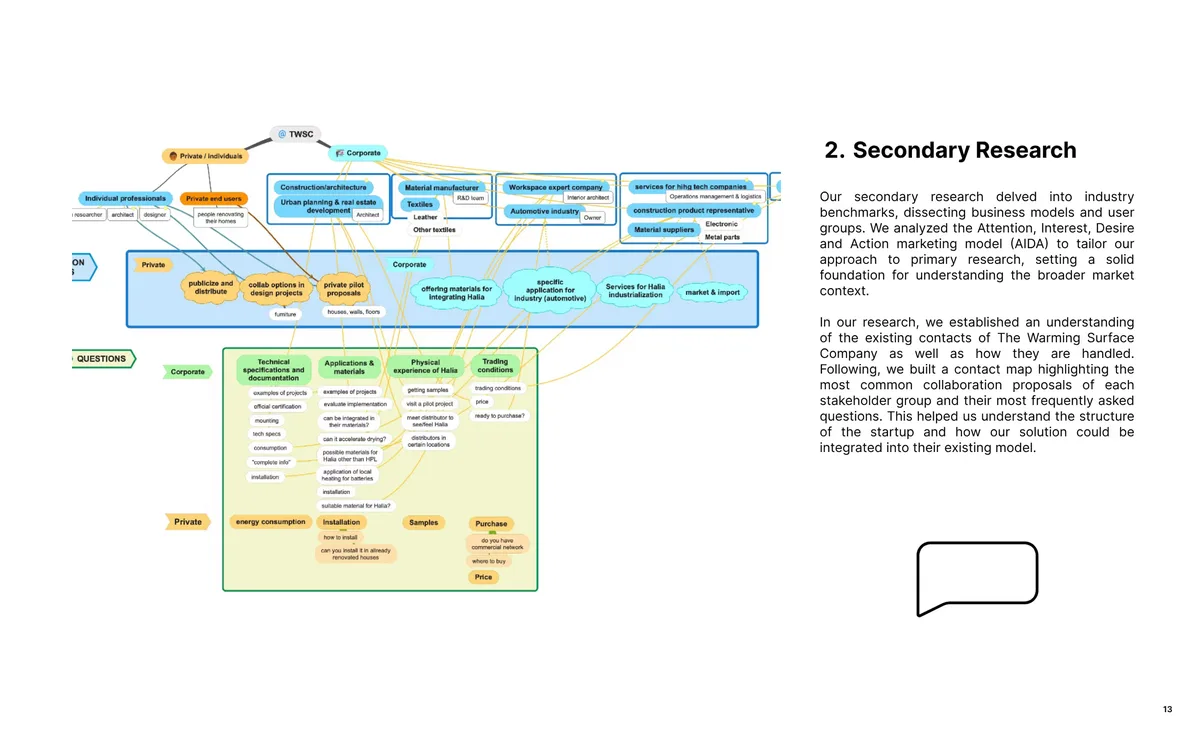 @ TWSC
Private / individuals
Corporate
Individual professionals
Private end users
researcher
architect
designer
people renovating
their homes
Construction/architecture
Urban planning & real estate
development
Architect
Material manufacturer
R&D team
Textiles
Leather
Other textiles
Workspace expert company
Interior architect
Automotive industry
Owner
services for hihg tech companies
Operations management & logistics
construction product representative
Material suppliers
Electronic
Metal parts
ON
S
Private
publicize and
distribute
collab options in
design projects
private pilot
proposals
furniture
houses, walls, floors
Corporate
offering materials for
Integrating Halia
specific
application for
industry (automotive)
Services for Halia
industrialization
market & import
QUESTIONS
Corporate
Technical
specifications and
documentation
examples of projects
official certification
mounting
tech specs
consumption
"complete info"
installation
Applications &
materials
examples of projects
evaluate implementation
can be integrated in
their materials?
can it accelerate drying?
possible materials for
Halia other than HPL
application of local
heating for batteries
installation
suitable material for Halia?
Physical
experience of Halia
getting samples
visit a pilot project
meet distributor to
see/feel Halia
distributors in
certain locations
Trading
conditions
trading conditions
price
ready to purchase?
Private
energy consumption
Installation
how to install
can you install it in already
renovated houses
Samples
Purchase
do you have
commercial network
where to buy
Price
2. Secondary Research
Our secondary research delved into industry
benchmarks, dissecting business models and user
groups. We analyzed the Attention, Interest, Desire
and Action marketing model (AIDA) to tailor our
approach to primary research, setting a solid
foundation for understanding the broader market
context.
In our research, we established an understanding
of the existing contacts of The Warming Surface
Company as well as how they are handled.
Following, we built a contact map highlighting the
most common collaboration proposals of each
stakeholder group and their most frequently asked
questions. This helped us understand the structure
of the startup and how our solution could be
integrated into their existing model.
13